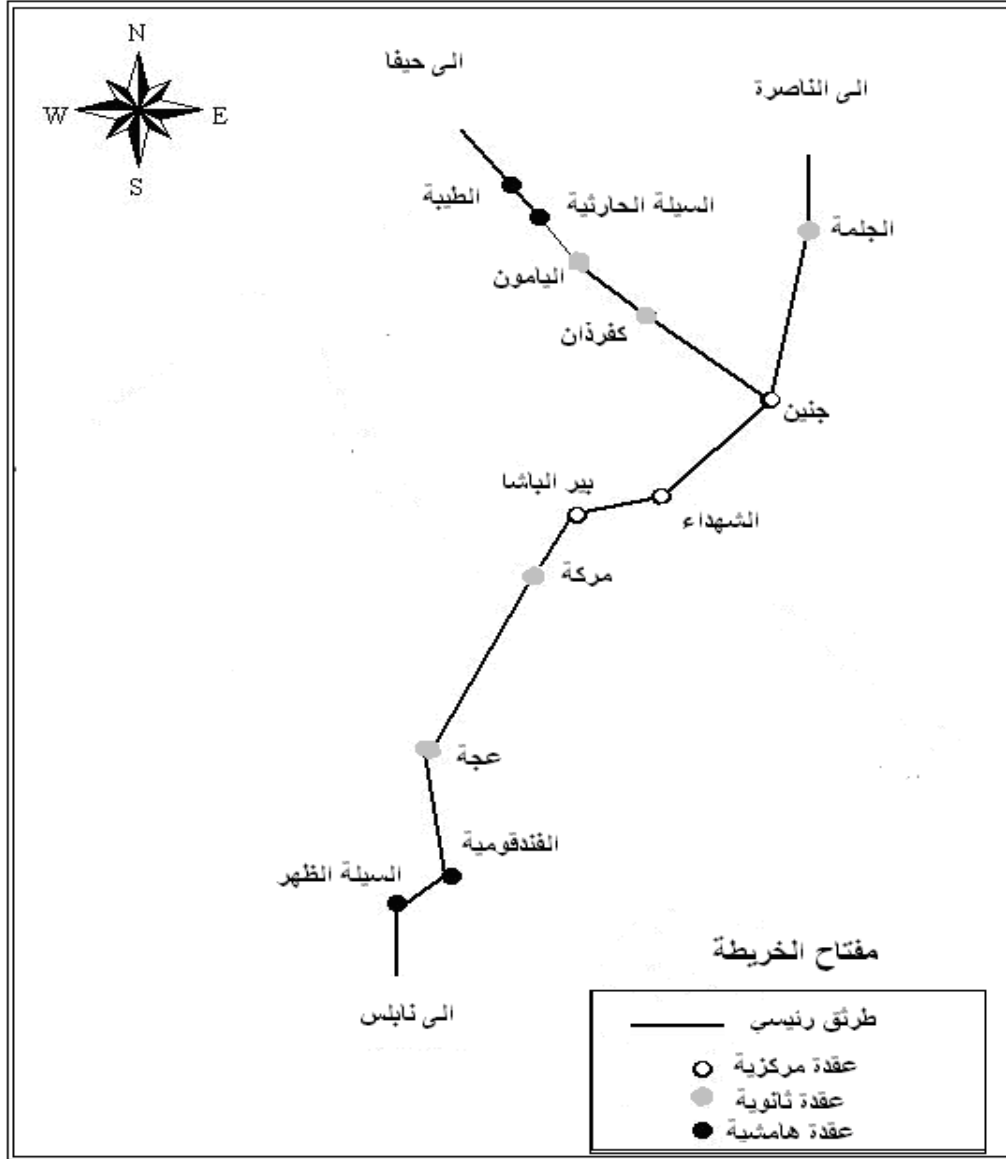 N
W
E
S
الى حيفا
الى الناصرة
الطيبة
السيلة الحارثية
الجلمة
اليامون
كفرذان
جنين
بير الباشا
الشهداء
مركة
عجة
الفندقومية
السيلة الظهر
الى نابلس
مفتاح الخريطة
طرثق رئيسي
عقدة مركزية
عقدة ثانوية
عقدة هامشية